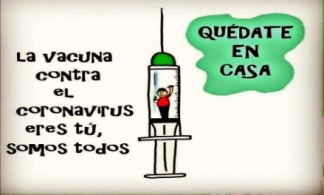 La vacuna
contra
el
coronavirus
eres tú,
somos todos
QUÉDATE
EN
CASA